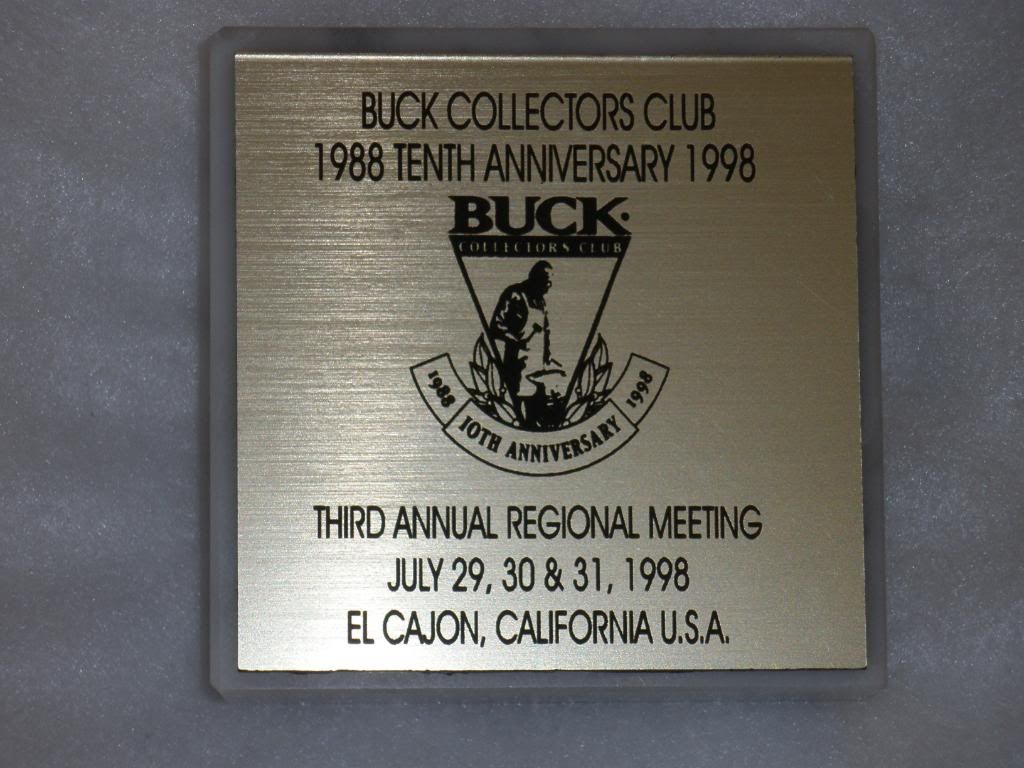 BUCK COLLECTORS CLUB
1988 TENTH ANNIVERSARY 1998
BUCK
COLLECTORS CLUB
1988 10TH ANNIVERSARY 1998
THIRD ANNUAL REGIONAL MEETING
JULY 29, 30 & 31, 1998
EL CAJON, CALIFORNIA U.S.A.